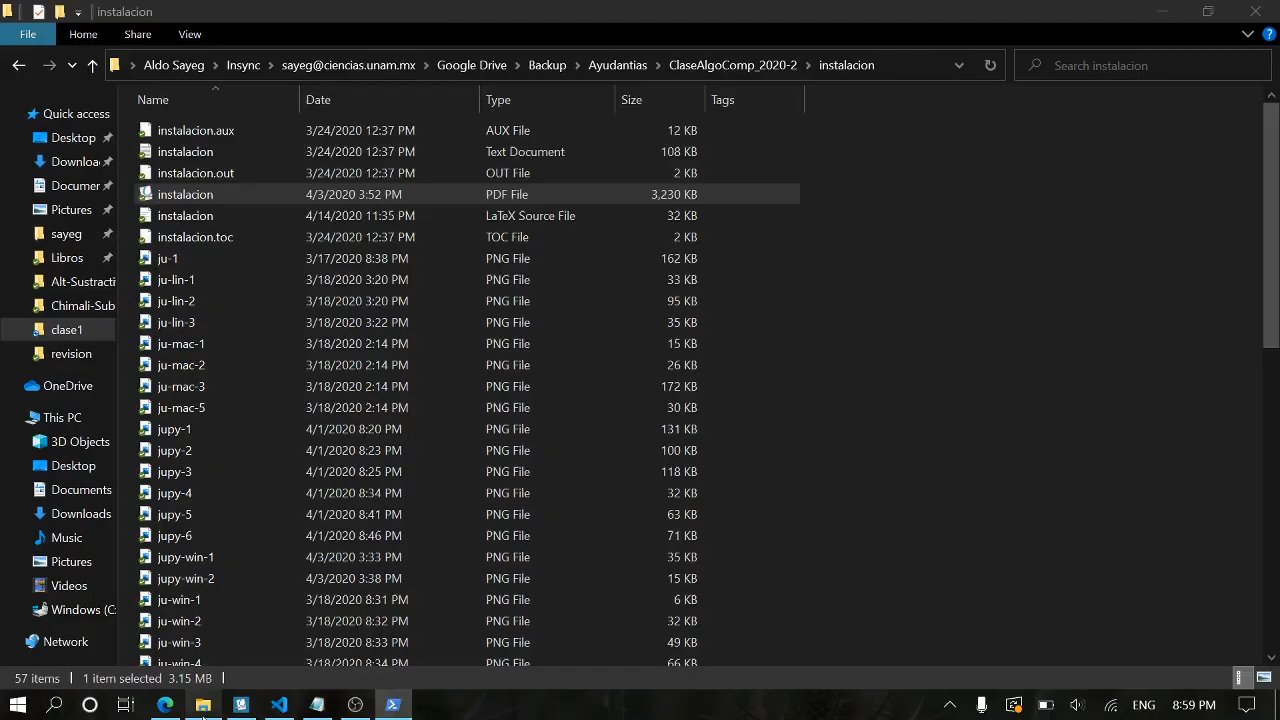 instalacion
File Home Share View
Aldo Sayeg Insync sayeg@ciencias.unam.mx Google Drive Backup Ayudantias ClaseAlgoComp_2020-2 instalacion Search instalacion
Name Date Type Size Tags
Quick access
Desktop
Downloa
Documer
Pictures
sayeg
Libros
Alt-Sustracti
Chimali-Sub
clase1
revision
OneDrive
This PC
3D Objects
Desktop
Documents
Downloads
Music
Pictures
Videos
Windows (C:
Network
instalacion.aux 3/24/2020 12:37 PM AUX File 12 KB
instalacion 3/24/2020 12:37 PM Text Document 108 KB
instalacion.out 3/24/2020 12:37 PM OUT File 2 KB
instalacion 4/3/2020 3:52 PM PDF File 3,230 KB
instalacion 4/14/2020 11:35 PM LaTeX Source File 32 KB
instalacion.toc 3/24/2020 12:37 PM TOC File 2 KB
ju-1 3/17/2020 8:38 PM PNG File 162 KB
ju-lin-1 3/18/2020 3:20 PM PNG File 33 KB
ju-lin-2 3/18/2020 3:20 PM PNG File 95 KB
ju-lin-3 3/18/2020 3:22 PM PNG File 35 KB
ju-mac-1 3/18/2020 2:14 PM PNG File 15 KB
ju-mac-2 3/18/2020 2:14 PM PNG File 26 KB
ju-mac-3 3/18/2020 2:14 PM PNG File 172 KB
ju-mac-5 3/18/2020 2:14 PM PNG File 30 KB
jupy-1 4/1/2020 8:20 PM PNG File 131 KB
jupy-2 4/1/2020 8:23 PM PNG File 100 KB
jupy-3 4/1/2020 8:25 PM PNG File 118 KB
jupy-4 4/1/2020 8:34 PM PNG File 32 KB
jupy-5 4/1/2020 8:41 PM PNG File 63 KB
jupy-6 4/1/2020 8:46 PM PNG File 71 KB
jupy-win-1 4/3/2020 3:33 PM PNG File 35 KB
jupy-win-2 4/3/2020 3:38 PM PNG File 15 KB
ju-win-1 3/18/2020 8:31 PM PNG File 6 KB
ju-win-2 3/18/2020 8:32 PM PNG File 32 KB
ju-win-3 3/18/2020 8:33 PM PNG File 49 KB
ju-win-4 3/18/2020 8:34 PM PNG File 66 KB
57 items 1 item selected 3.15 MB
ENG 8:59 PM